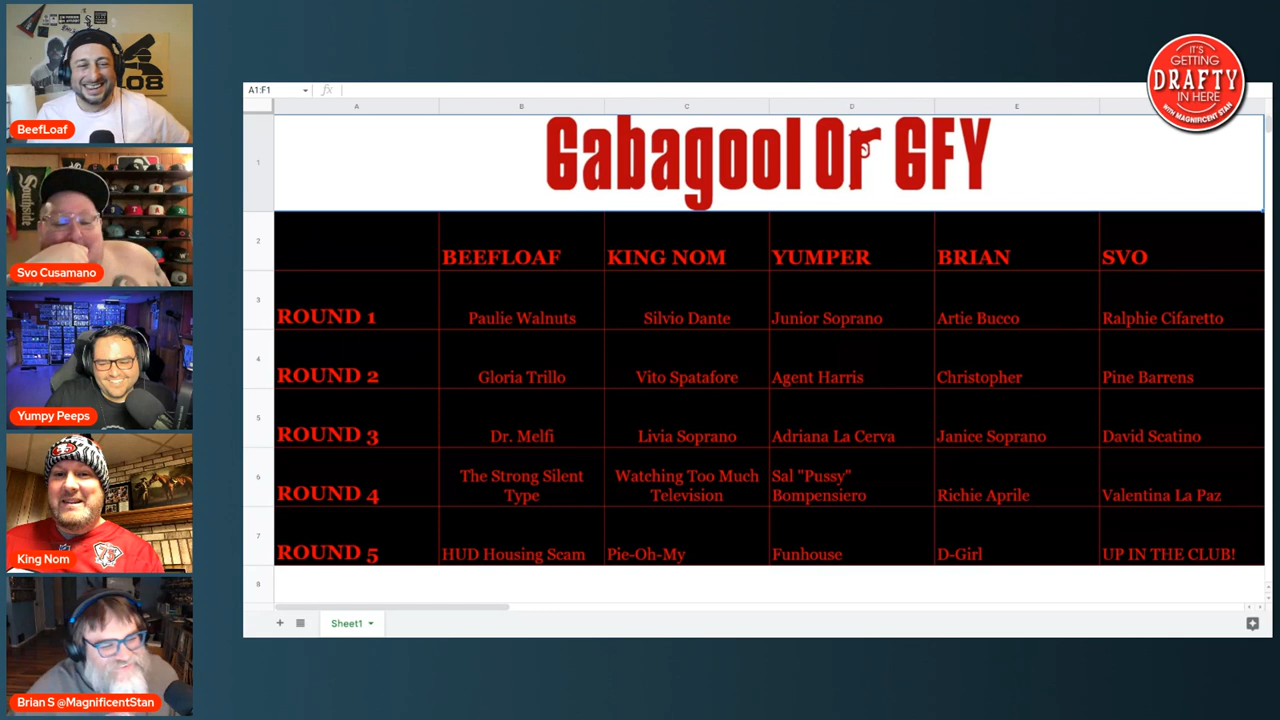 BeefLoaf
Svo Cusamano
Yumpy Peeps
King Nom
Brian S @MagnificentStan
IT'S
GETTING
DRAFTY
IN HERE
WITH MAGNIFICENT STAN
A1:F1
fx
A B C D E
1
Gabagool Or GFY
2 BEEFLOAF KING NOM YUMPER BRIAN SVO
3 ROUND 1 Paulie Walnuts Silvio Dante Junior Soprano Artie Bucco Ralphie Cifaretto
4 ROUND 2 Gloria Trillo Vito Spatafore Agent Harris Christopher Pine Barrens
5 ROUND 3 Dr. Melfi Livia Soprano Adriana La Cerva Janice Soprano David Scatino
6 ROUND 4 The Strong Silent Type Watching Too Much Television Sal "Pussy" Bompensiero Richie Aprile Valentina La Paz
7 ROUND 5 HUD Housing Scam Pie-Oh-My Funhouse D-Girl UP IN THE CLUB!
8
Sheet1
Southside
08
75